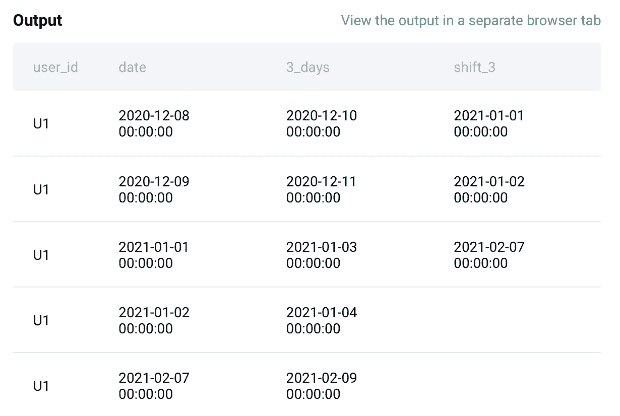 Output View the output in a separate browser tab
user_id date 3_days shift_3
U1 2020-12-08 00:00:00 2020-12-10 00:00:00 2021-01-01 00:00:00
U1 2020-12-09 00:00:00 2020-12-11 00:00:00 2021-01-02 00:00:00
U1 2021-01-01 00:00:00 2021-01-03 00:00:00 2021-02-07 00:00:00
U1 2021-01-02 00:00:00 2021-01-04 00:00:00
U1 2021-02-07 00:00:00 2021-02-09 00:00:00